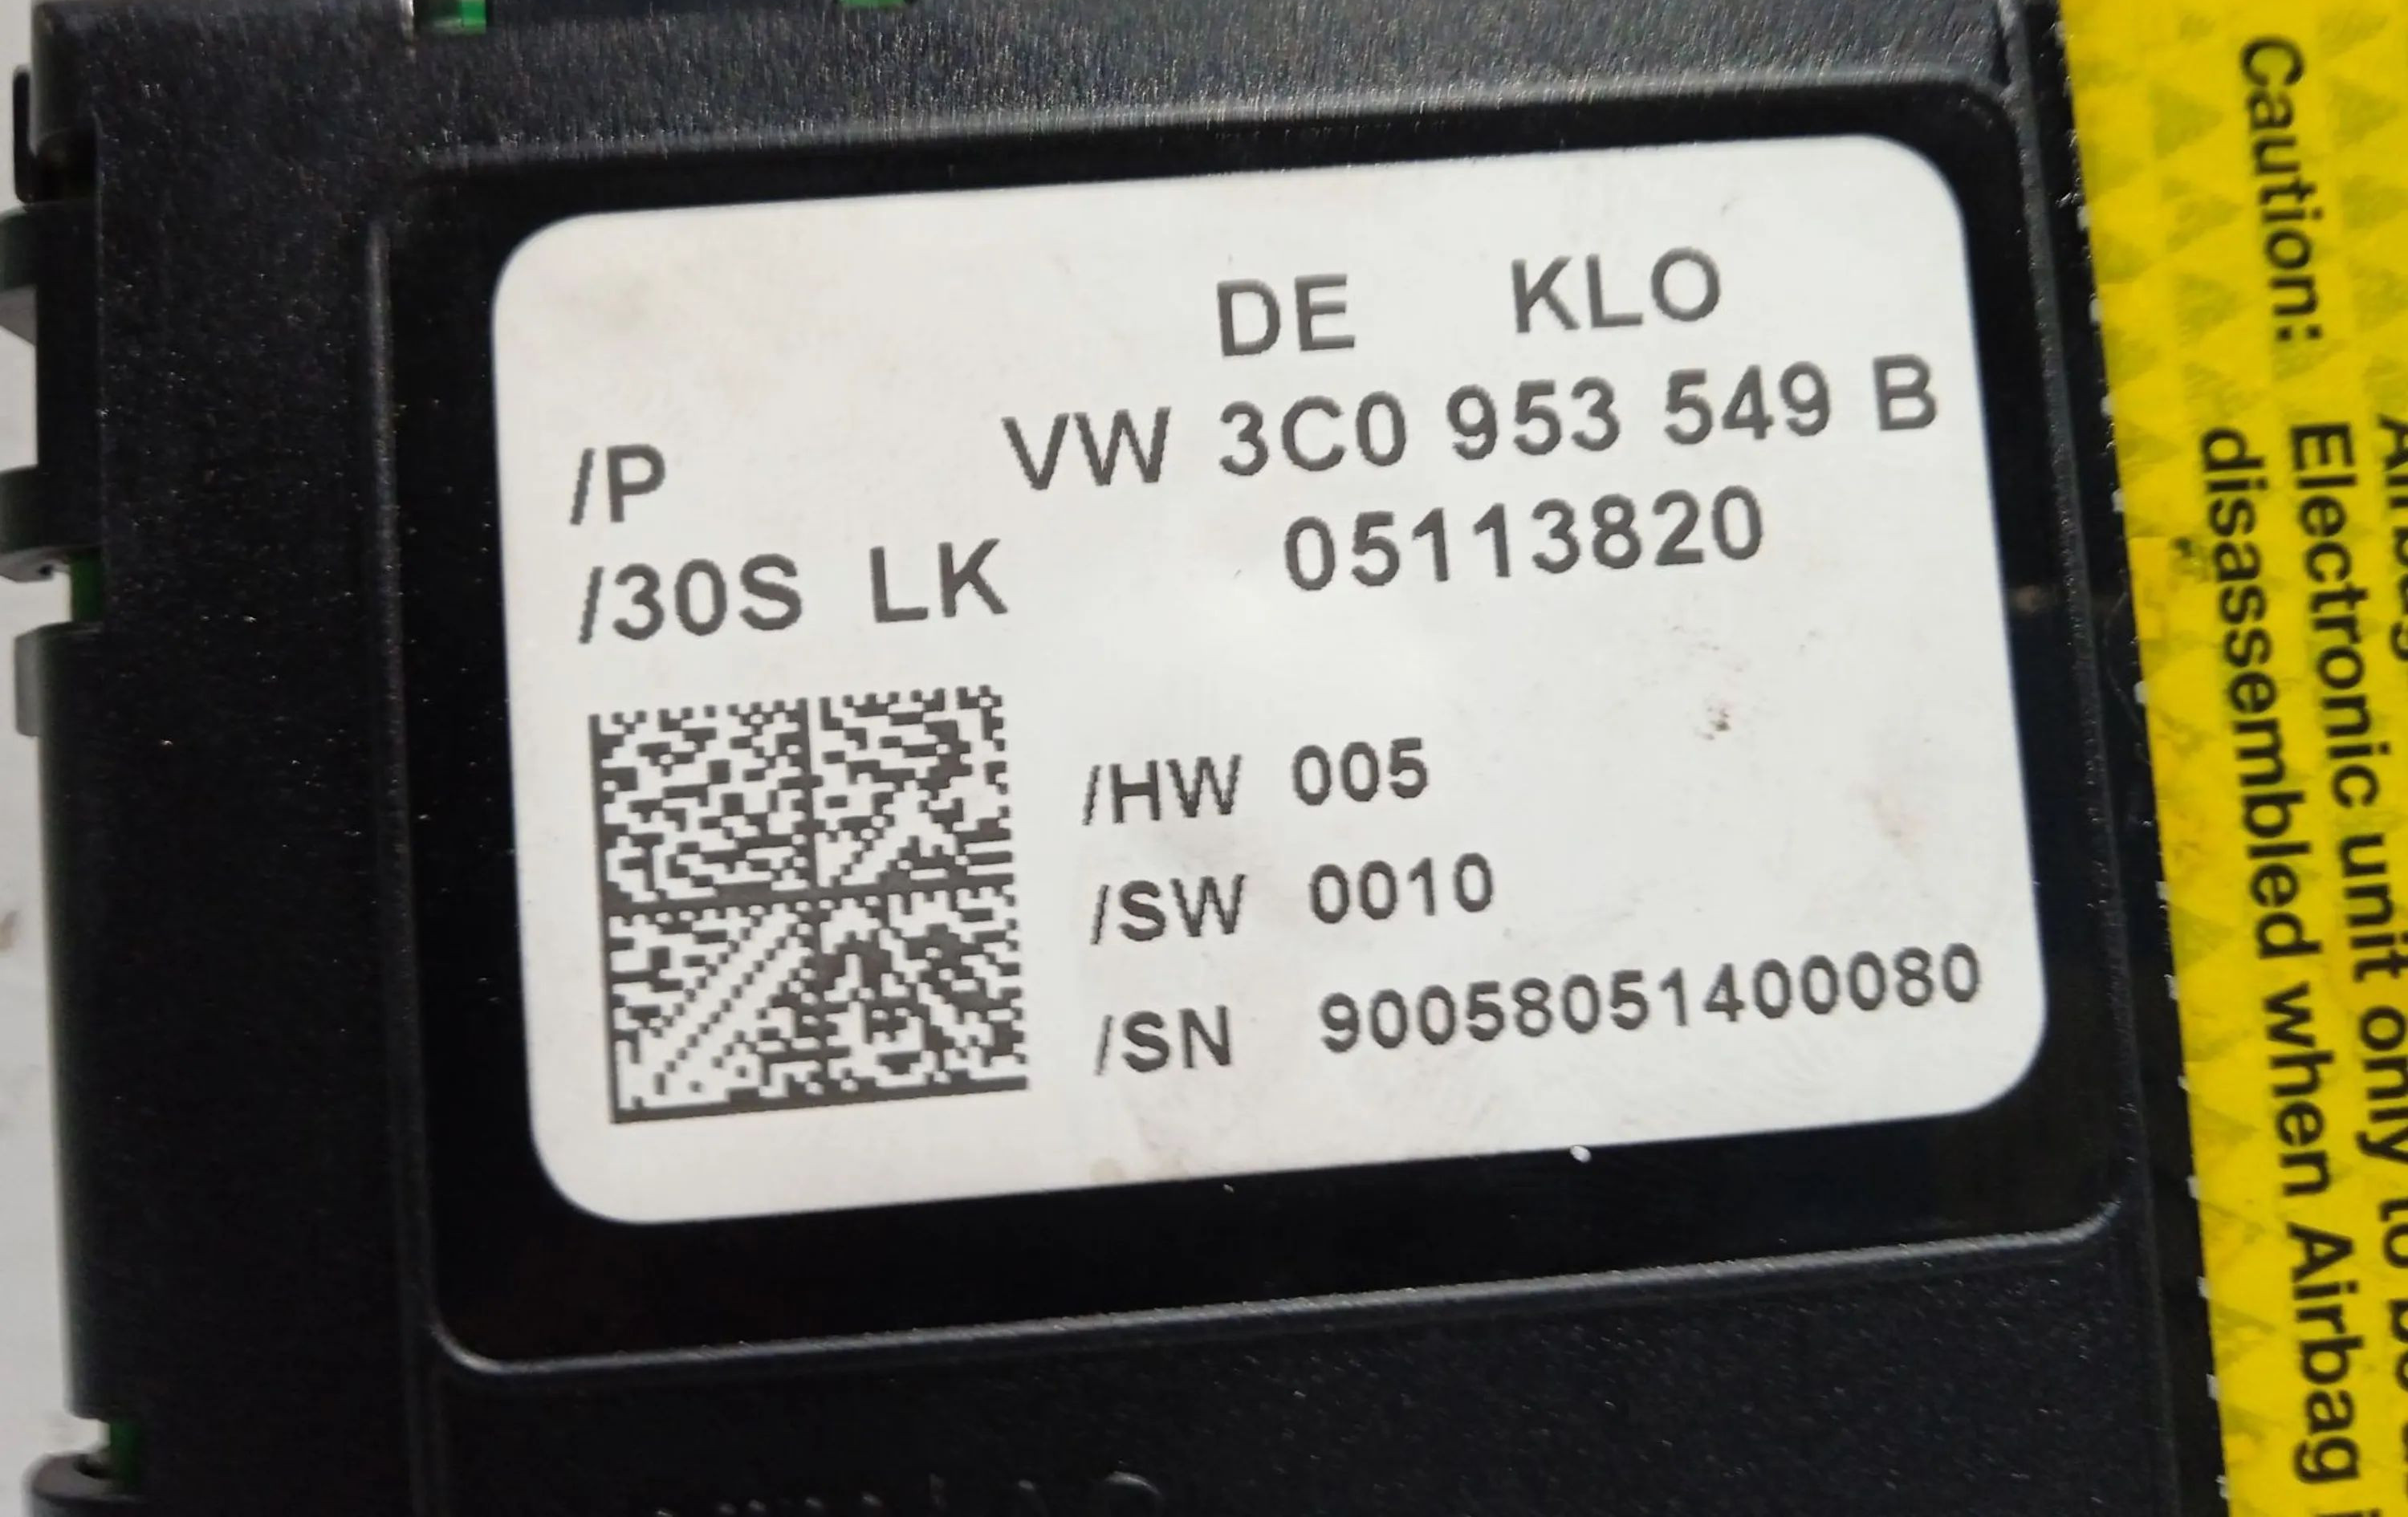 DE KLO
/P VW 3C0 953 549 B
/30S LK 05113820
/HW 005
/SW 0010
/SN 90058051400080
Caution:
Electronic unit only to be
disassembled when Airbag